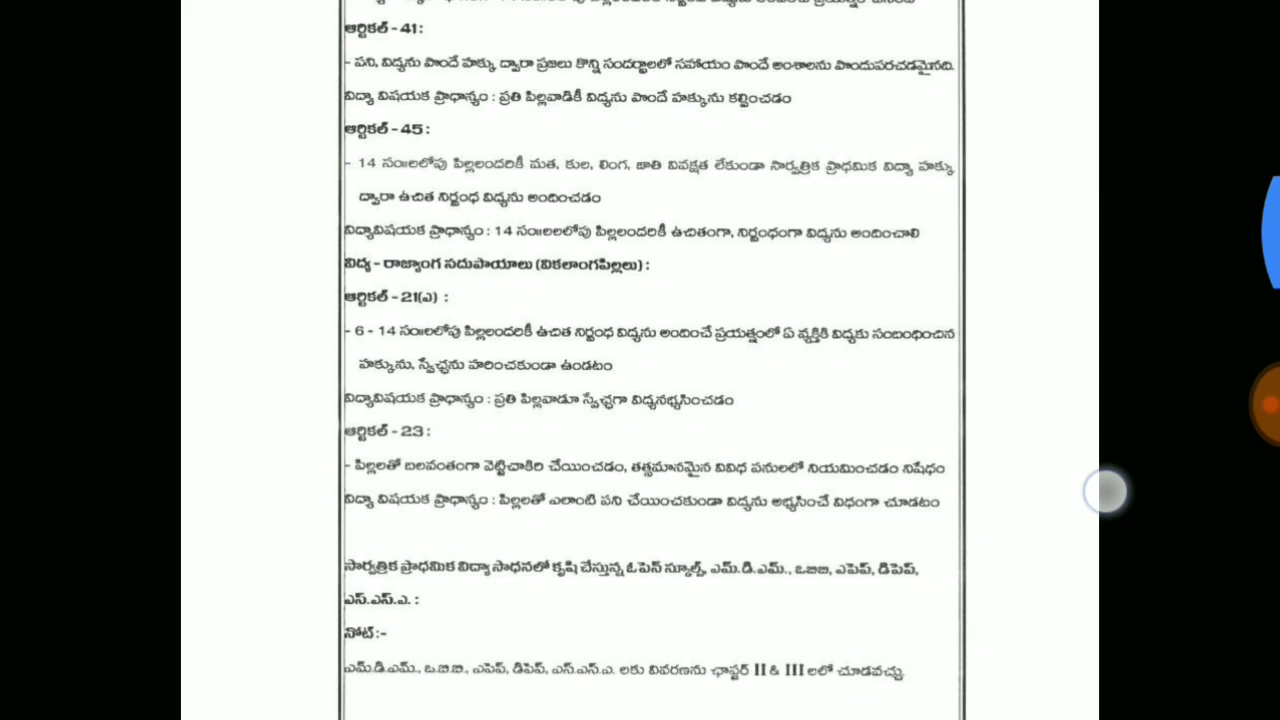 ఆర్టికల్ - 41:
- పని, విద్యను పొందే హక్కు ద్వారా ప్రజలు కొన్ని సందర్భాలలో సహాయం పొందే అంశాలను పొందుపరచడమైనది.
విద్యా విషయక ప్రాధాన్యం : ప్రతి పిల్లవాడికీ విద్యను పొందే హక్కును కల్పించడం
ఆర్టికల్ - 45 :
- 14 సం॥లలోపు పిల్లలందరికీ మత, కుల, లింగ, జాతి వివక్షత లేకుండా సార్వత్రిక ప్రాథమిక విద్యా హక్కు
ద్వారా ఉచిత నిర్బంధ విద్యను అందించడం
విద్యావిషయక ప్రాధాన్యం : 14 సం॥లలలోపు పిల్లలందరికీ ఉచితంగా, నిర్బంధంగా విద్యను అందించాలి
విద్య - రాజ్యాంగ సదుపాయాలు (వికలాంగపిల్లలు) :
ఆర్టికల్ - 21(ఎ) :
- 6 - 14 సం॥లలోపు పిల్లలందరికీ ఉచిత నిర్బంధ విద్యను అందించే ప్రయత్నంలో ఏ వ్యక్తికి విద్యకు సంబంధించిన
హక్కును, స్వేచ్ఛను హరించకుండా ఉండటం
విద్యావిషయక ప్రాధాన్యం : ప్రతి పిల్లవాడూ స్వేచ్ఛగా విద్యనభ్యసించడం
ఆర్టికల్ - 23 :
- పిల్లలతో బలవంతంగా వెట్టిచాకిరి చేయించడం, తత్సమానమైన వివిధ పనులలో నియమించడం నిషేధం
విద్యా విషయక ప్రాధాన్యం : పిల్లలతో ఎలాంటి పని చేయించకుండా విద్యను అభ్యసించే విధంగా చూడటం
సార్వత్రిక ప్రాథమిక విద్యా సాధనలో కృషి చేస్తున్న ఓపెన్ స్కూల్స్, ఎమ్.డి.ఎమ్., ఒబిబి, ఎపెప్, డిపెప్,
ఎస్.ఎస్.ఎ. :
నోట్ :-
ఎమ్.డి.ఎమ్., ఒ.బి.బి., ఎపెప్, డిపెప్, ఎస్.ఎస్.ఎ. లకు వివరణను ఛాప్టర్ II & III లలో చూడవచ్చు.